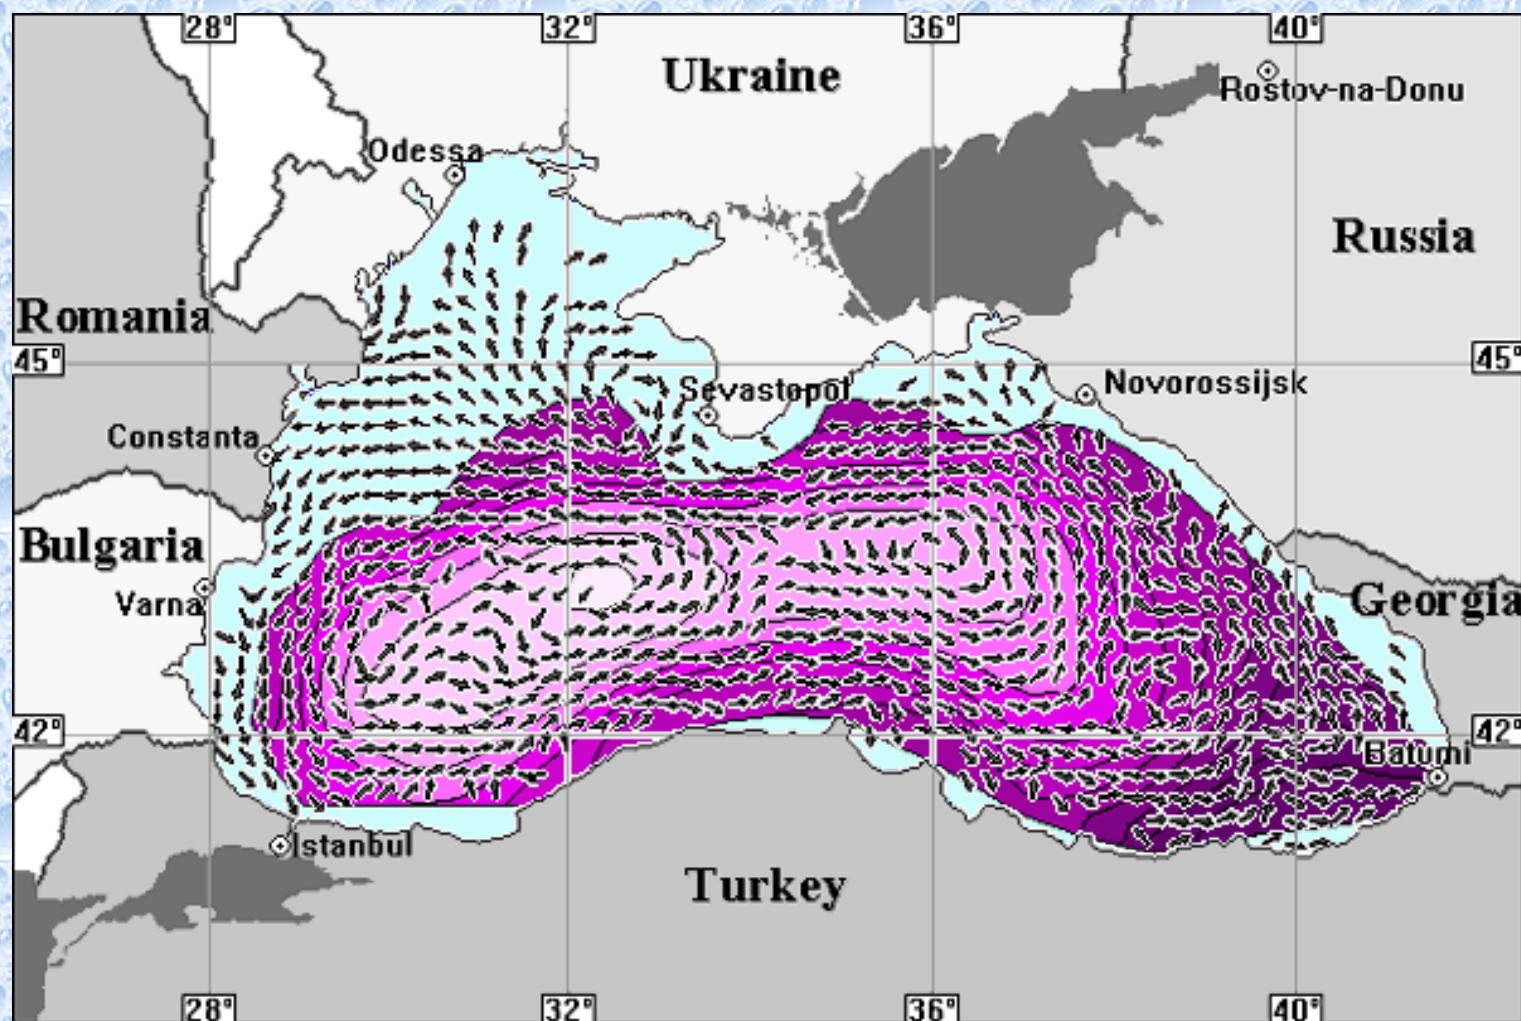 28°
32°
36°
40°
Ukraine
Rostov-na-Donu
Odessa
Russia
Romania
45°
45°
Sevastopol
Novorossijsk
Constanta
Bulgaria
Georgia
Varna
42°
42°
Batumi
Istanbul
Turkey
28°
32°
36°
40°